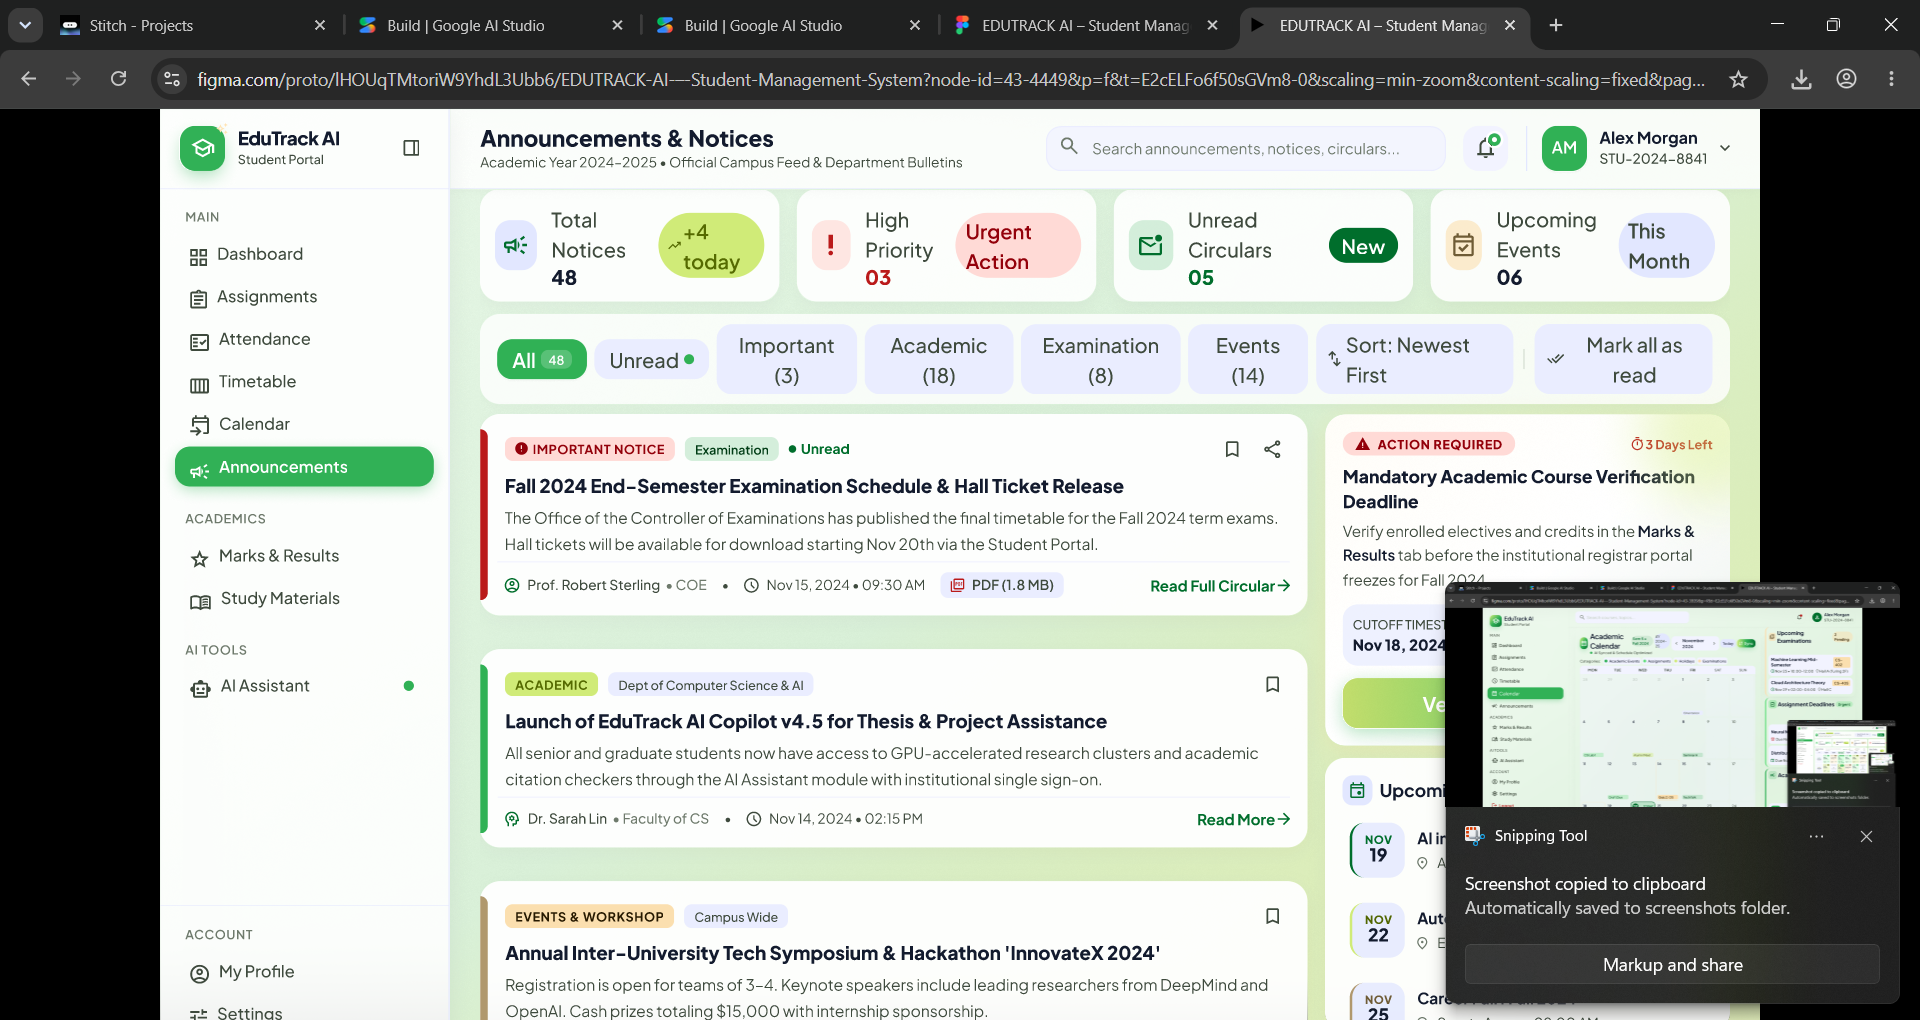 Stitch - Projects
Build | Google AI Studio
Build | Google AI Studio
EDUTRACK AI – Student Manag
EDUTRACK AI – Student Manag
figma.com/proto/lHOUqTMtoriW9YhdL3Ubb6/EDUTRACK-AI-–-Student-Management-System?node-id=43-4449&p=f&t=E2cELFo6f50sGVm8-0&scaling=min-zoom&content-scaling=fixed&pag...
EduTrack AI
Student Portal
Announcements & Notices
Academic Year 2024-2025 • Official Campus Feed & Department Bulletins
Search announcements, notices, circulars...
AM
Alex Morgan
STU-2024-8841
MAIN
Dashboard
Assignments
Attendance
Timetable
Calendar
Announcements
ACADEMICS
Marks & Results
Study Materials
AI TOOLS
AI Assistant
ACCOUNT
My Profile
Settings
Total
Notices
48
+4
today
High
Priority
03
Urgent
Action
Unread
Circulars
05
New
Upcoming
Events
06
This
Month
All 48
Unread
Important
(3)
Academic
(18)
Examination
(8)
Events
(14)
Sort: Newest
First
Mark all as
read
IMPORTANT NOTICE
Examination
• Unread
Fall 2024 End-Semester Examination Schedule & Hall Ticket Release
The Office of the Controller of Examinations has published the final timetable for the Fall 2024 term exams.
Hall tickets will be available for download starting Nov 20th via the Student Portal.
Prof. Robert Sterling • COE • Nov 15, 2024 • 09:30 AM
PDF (1.8 MB)
Read Full Circular→
ACADEMIC
Dept of Computer Science & AI
Launch of EduTrack AI Copilot v4.5 for Thesis & Project Assistance
All senior and graduate students now have access to GPU-accelerated research clusters and academic
citation checkers through the AI Assistant module with institutional single sign-on.
Dr. Sarah Lin • Faculty of CS • Nov 14, 2024 • 02:15 PM
Read More→
EVENTS & WORKSHOP
Campus Wide
Annual Inter-University Tech Symposium & Hackathon 'InnovateX 2024'
Registration is open for teams of 3-4. Keynote speakers include leading researchers from DeepMind and
OpenAI. Cash prizes totaling $15,000 with internship sponsorship.
ACTION REQUIRED
3 Days Left
Mandatory Academic Course Verification
Deadline
Verify enrolled electives and credits in the Marks &
Results tab before the institutional registrar portal
freezes for Fall 2024.
CUTOFF TIMEST
Nov 18, 2024
Ve
Upcomi
NOV
19
AI in
A
NOV
22
Aut
E
NOV
25
EduTrack AI
Academic
Calendar
Upcoming
Examinations
Snipping Tool
Screenshot copied to clipboard
Automatically saved to screenshots folder.
Markup and share